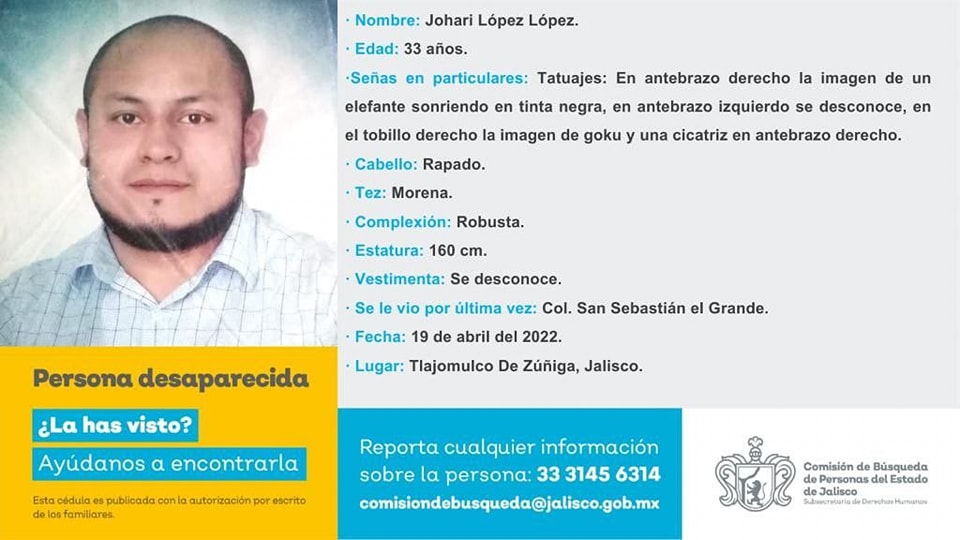 · Nombre: Johari López López.
· Edad: 33 años.
·Señas en particulares: Tatuajes: En antebrazo derecho la imagen de un
elefante sonriendo en tinta negra, en antebrazo izquierdo se desconoce, en
el tobillo derecho la imagen de goku y una cicatriz en antebrazo derecho.
· Cabello: Rapado.
· Tez: Morena.
· Complexión: Robusta.
· Estatura: 160 cm.
· Vestimenta: Se desconoce.
· Se le vio por última vez: Col. San Sebastián el Grande.
· Fecha: 19 de abril del 2022.
· Lugar: Tlajomulco De Zúñiga, Jalisco.
Persona desaparecida
¿La has visto?
Ayúdanos a encontrarla
Esta cédula es publicada con la autorización por escrito
de los familiares.
Reporta cualquier información
sobre la persona: 33 3145 6314
comisiondebusqueda@jalisco.gob.mx
Comisión de Búsqueda
de Personas del Estado
de Jalisco
Subsecretaría de Derechos Humanos